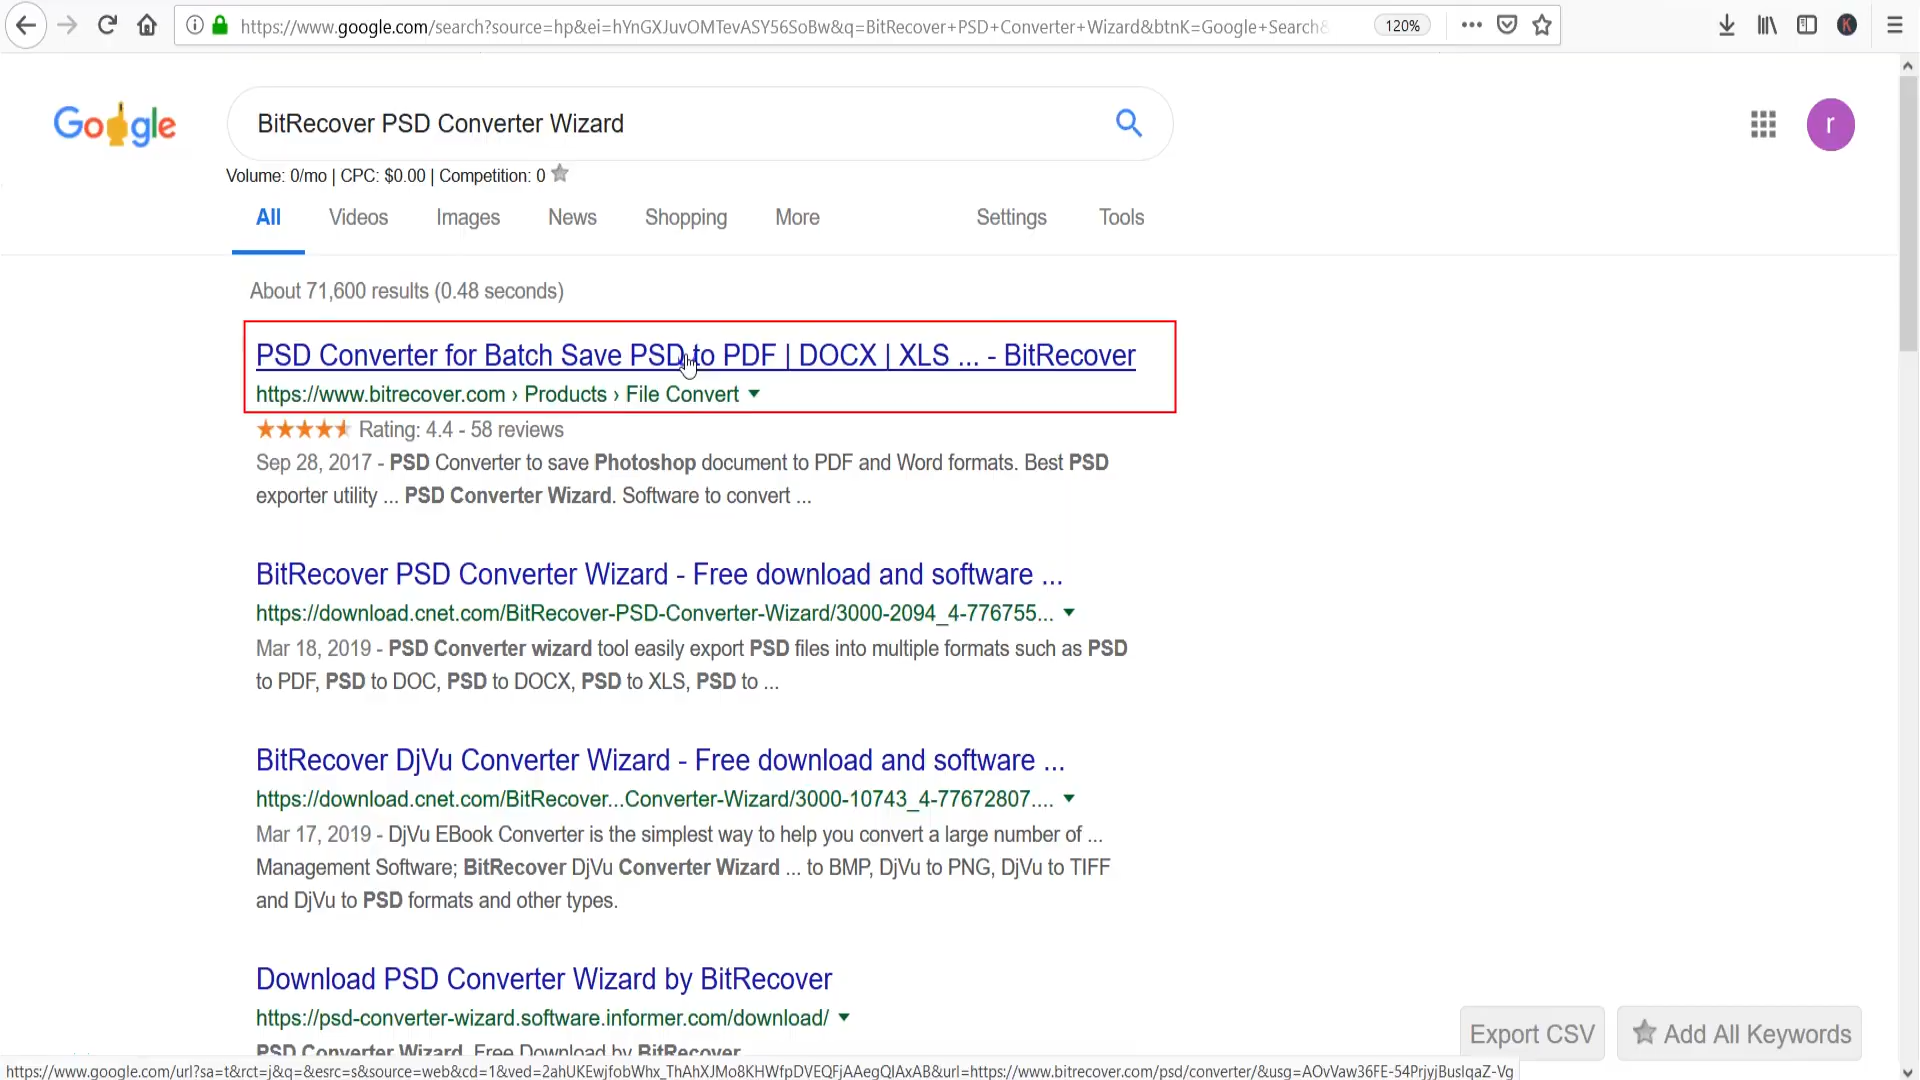 https://www.google.com/search?source=hp&ei=hYnGXJuvOMTevASY56SoBw&q=BitRecover+PSD+Converter+Wizard&btnK=Google+Search&
120%
Google
BitRecover PSD Converter Wizard
r
Volume: 0/mo | CPC: $0.00 | Competition: 0
All Videos Images News Shopping More Settings Tools
About 71,600 results (0.48 seconds)
PSD Converter for Batch Save PSD to PDF | DOCX | XLS ... - BitRecover
https://www.bitrecover.com › Products › File Convert
Rating: 4.4 - 58 reviews
Sep 28, 2017 - PSD Converter to save Photoshop document to PDF and Word formats. Best PSD
exporter utility ... PSD Converter Wizard. Software to convert ...
BitRecover PSD Converter Wizard - Free download and software ...
https://download.cnet.com/BitRecover-PSD-Converter-Wizard/3000-2094_4-776755...
Mar 18, 2019 - PSD Converter wizard tool easily export PSD files into multiple formats such as PSD
to PDF, PSD to DOC, PSD to DOCX, PSD to XLS, PSD to ...
BitRecover DjVu Converter Wizard - Free download and software ...
https://download.cnet.com/BitRecover...Converter-Wizard/3000-10743_4-77672807....
Mar 17, 2019 - DjVu EBook Converter is the simplest way to help you convert a large number of ...
Management Software; BitRecover DjVu Converter Wizard ... to BMP, DjVu to PNG, DjVu to TIFF
and DjVu to PSD formats and other types.
Download PSD Converter Wizard by BitRecover
https://psd-converter-wizard.software.informer.com/download/
PSD Converter Wizard. Free Download by BitRecover
Export CSV
Add All Keywords
https://www.google.com/url?sa=t&rct=j&q=&esrc=s&source=web&cd=1&ved=2ahUKEwjfobWhx_ThAhXJMo8KHWfpDVEQFjAAegQIAxAB&url=https://www.bitrecover.com/psd/converter/&usg=AOvVaw36FE-54PrjyjBuslqaZ-Vg